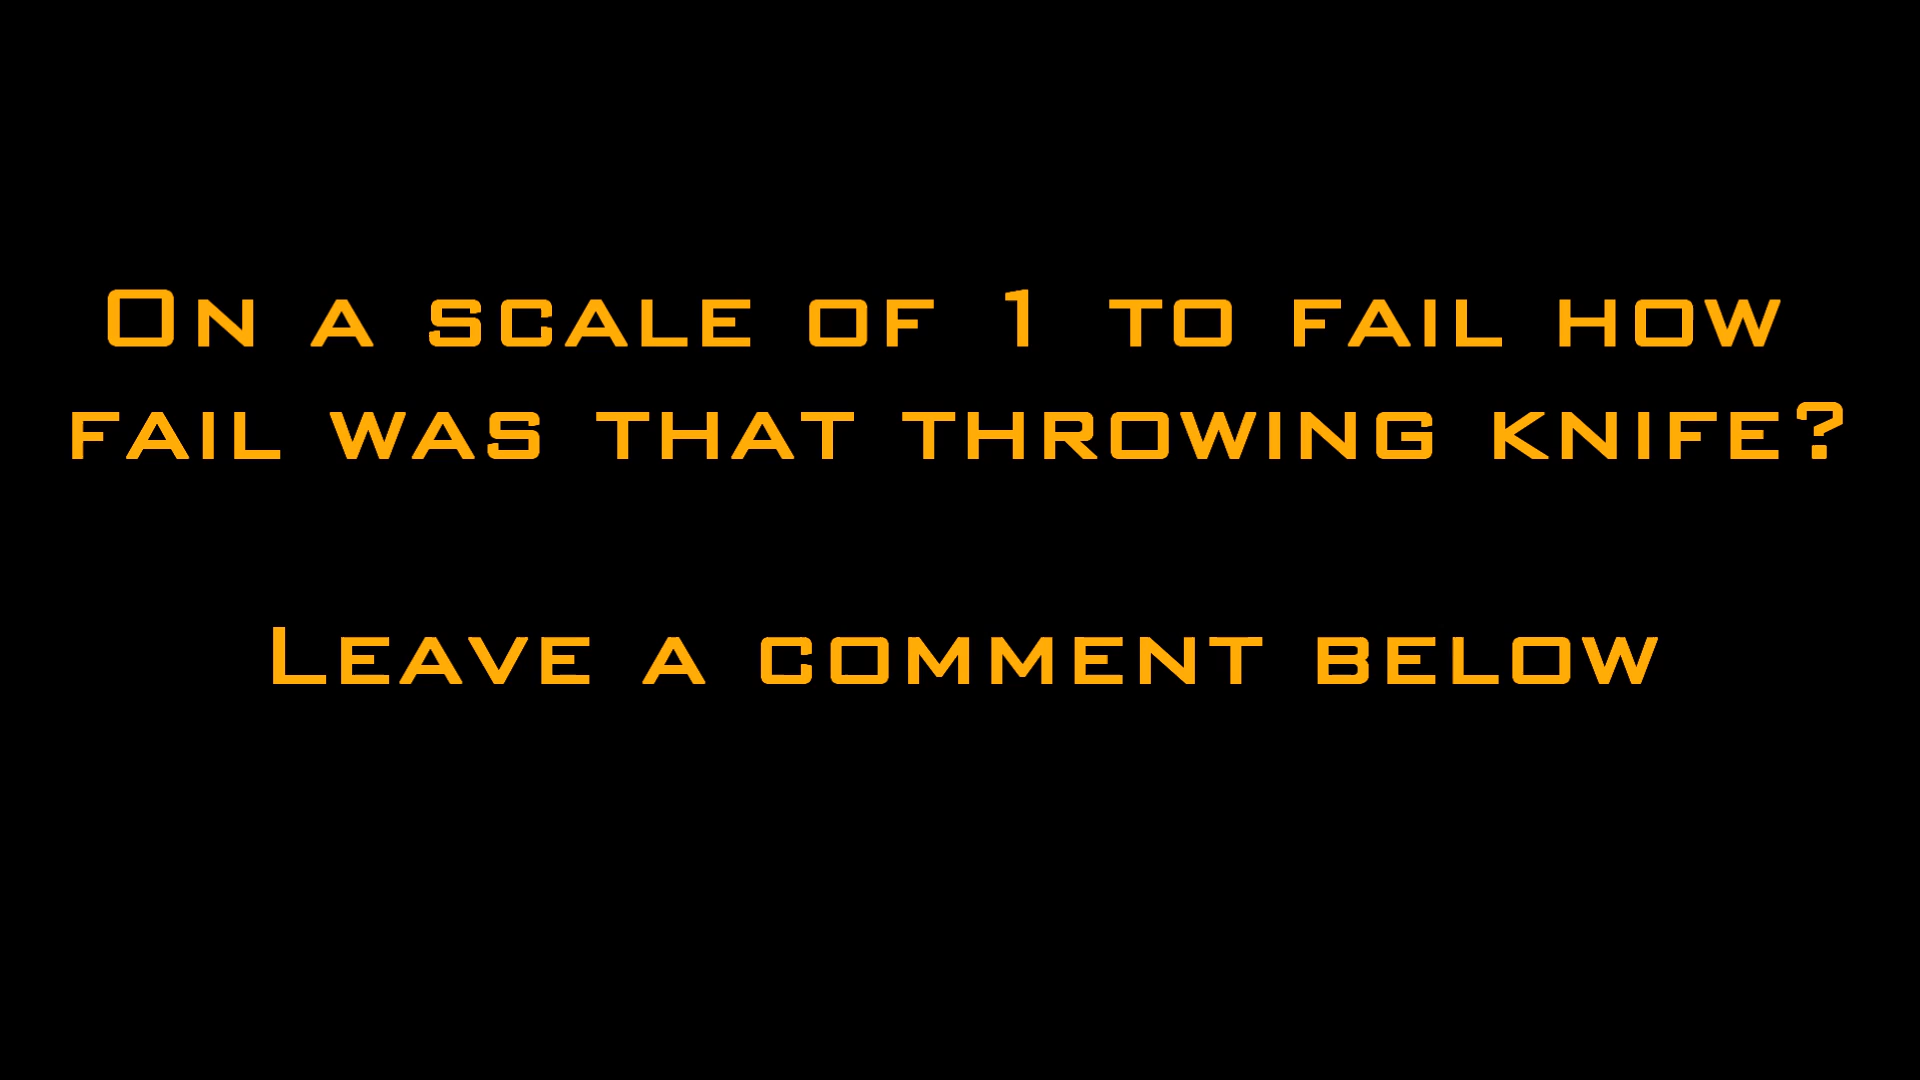 On a scale of 1 to fail how
fail was that throwing knife?
Leave a comment below